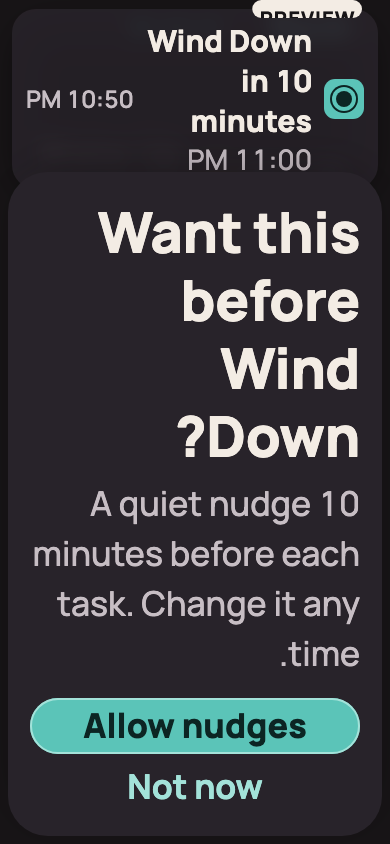 PREVIEW
Wind Down
in 10
minutes
PM 10:50
PM 11:00
Want this
before
Wind
?Down
A quiet nudge 10
minutes before each
task. Change it any
.time
Allow nudges
Not now